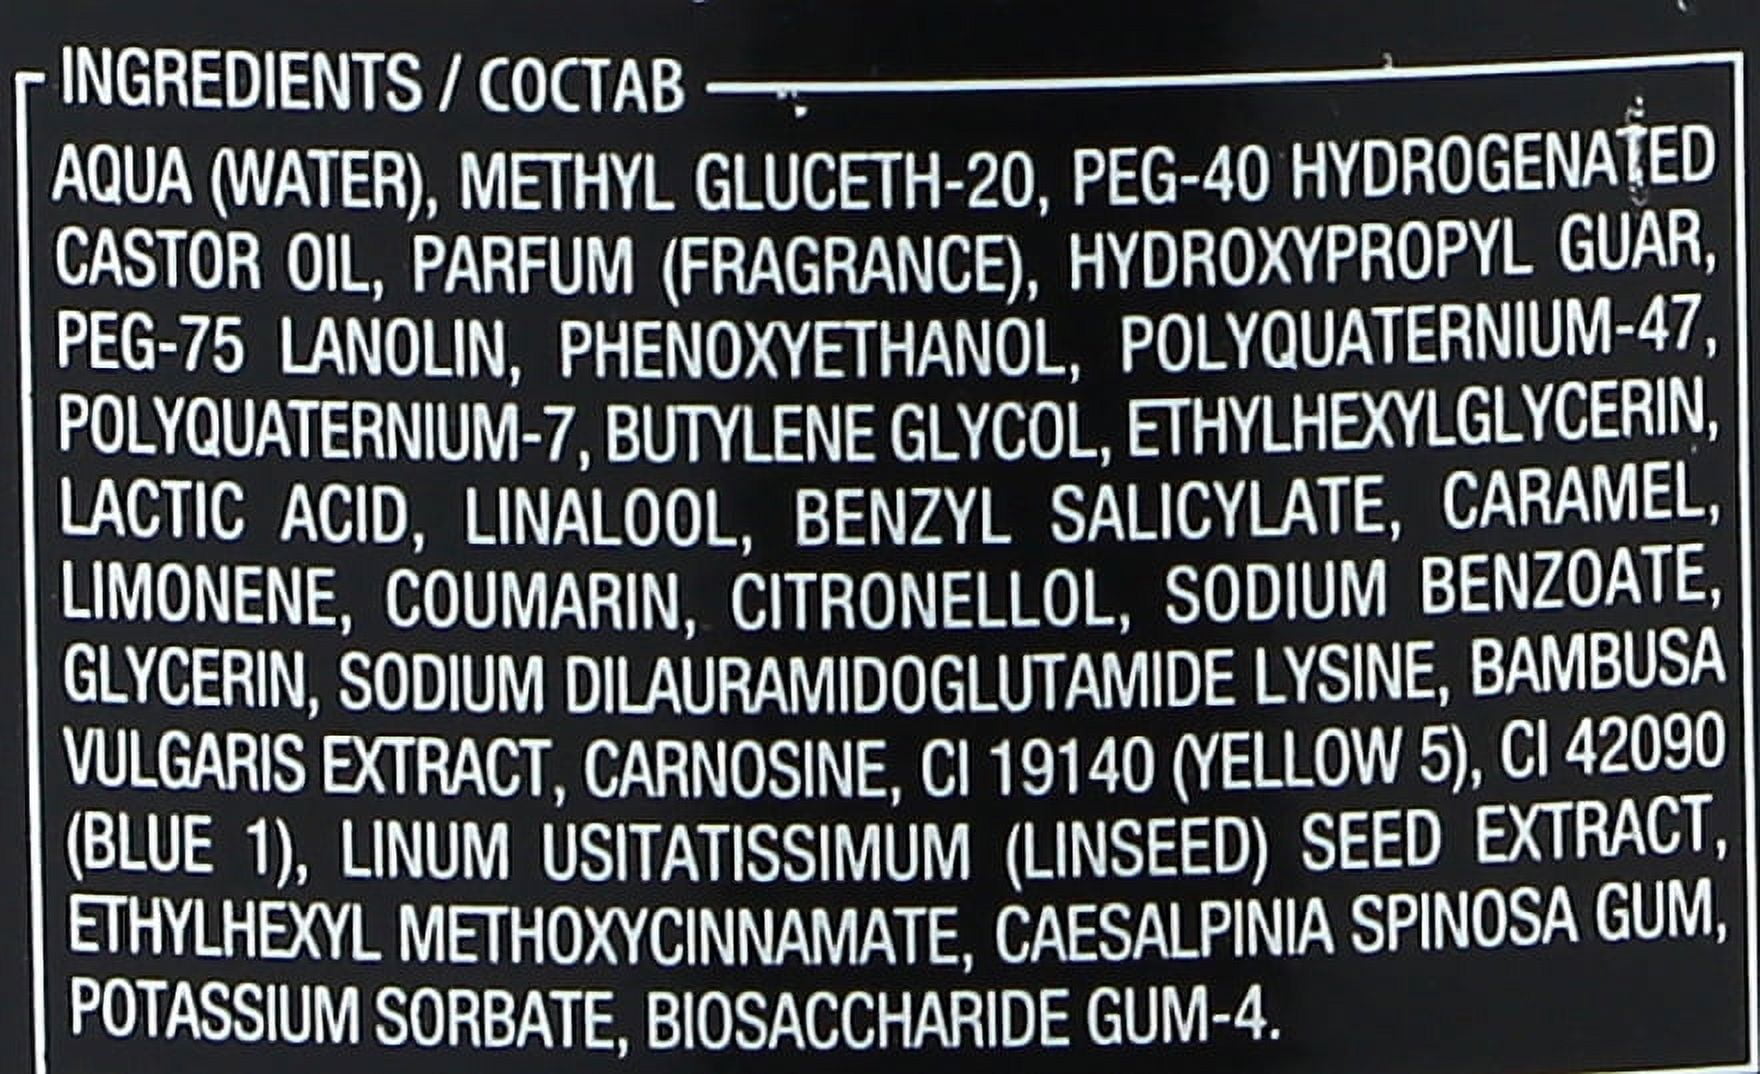 INGREDIENTS / СОСТАВ
AQUA (WATER), METHYL GLUCETH-20, PEG-40 HYDROGENATED
CASTOR OIL, PARFUM (FRAGRANCE), HYDROXYPROPYL GUAR,
PEG-75 LANOLIN, PHENOXYETHANOL, POLYQUATERNIUM-47,
POLYQUATERNIUM-7, BUTYLENE GLYCOL, ETHYLHEXYLGLYCERIN,
LACTIC ACID, LINALOOL, BENZYL SALICYLATE, CARAMEL,
LIMONENE, COUMARIN, CITRONELLOL, SODIUM BENZOATE,
GLYCERIN, SODIUM DILAURAMIDOGLUTAMIDE LYSINE, BAMBUSA
VULGARIS EXTRACT, CARNOSINE, CI 19140 (YELLOW 5), CI 42090
(BLUE 1), LINUM USITATISSIMUM (LINSEED) SEED EXTRACT,
ETHYLHEXYL METHOXYCINNAMATE, CAESALPINIA SPINOSA GUM,
POTASSIUM SORBATE, BIOSACCHARIDE GUM-4.